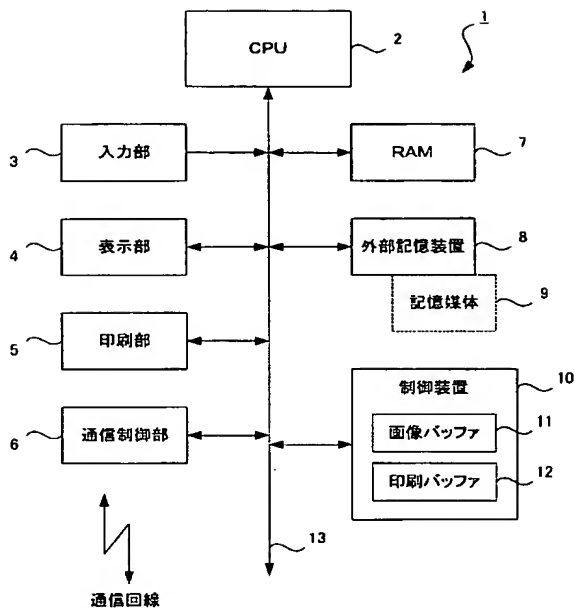 1
CPU
2
3
入力部
RAM
7
4
表示部
外部記憶装置
8
記憶媒体
9
5
印刷部
6
通信制御部
制御装置
10
画像バッファ
11
印刷バッファ
12
13
通信回線